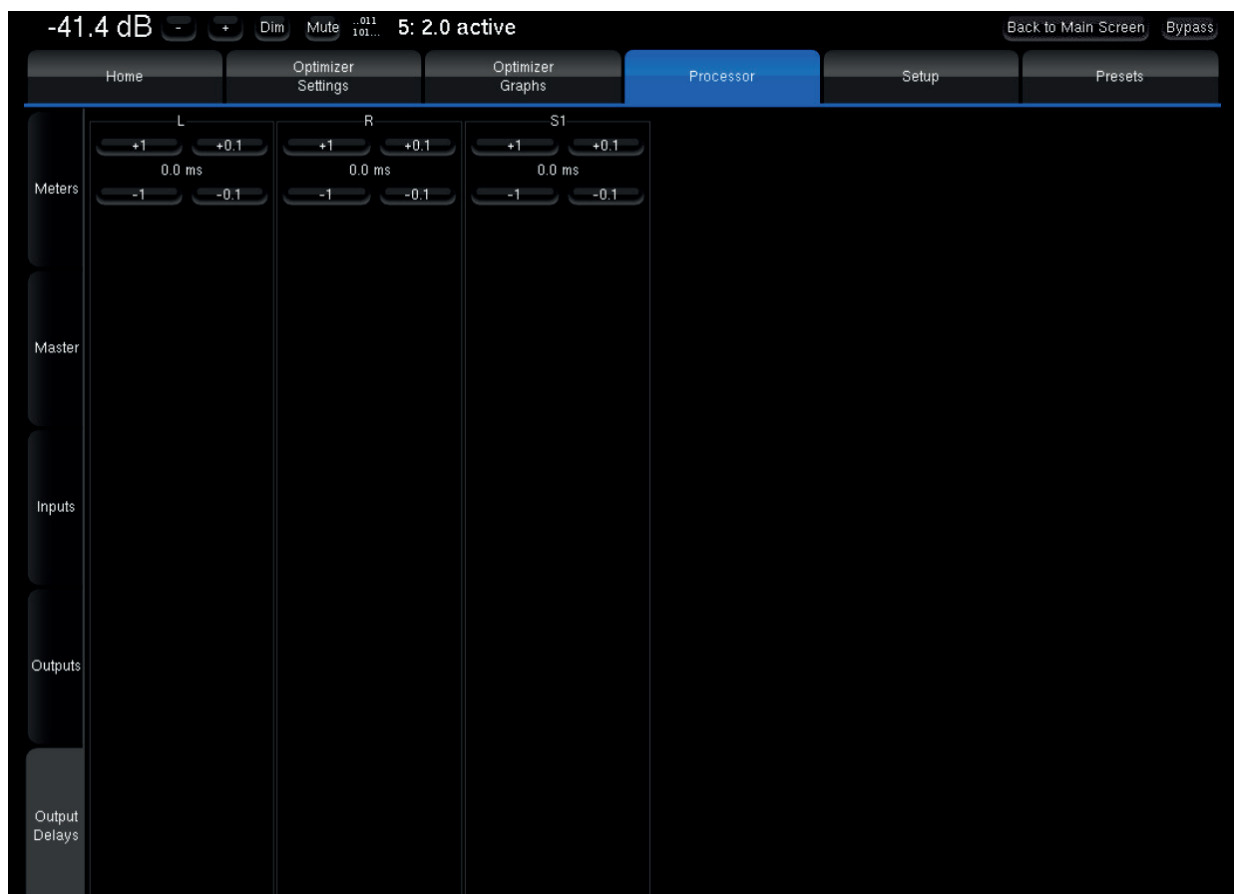 -41.4 dB - + Dim Mute ..011 101... 5: 2.0 active Back to Main Screen Bypass
Home Optimizer Settings Optimizer Graphs Processor Setup Presets
L R S1
+1 +0.1 +1 +0.1 +1 +0.1
0.0 ms 0.0 ms 0.0 ms
-1 -0.1 -1 -0.1 -1 -0.1
Meters
Master
Inputs
Outputs
Output
Delays